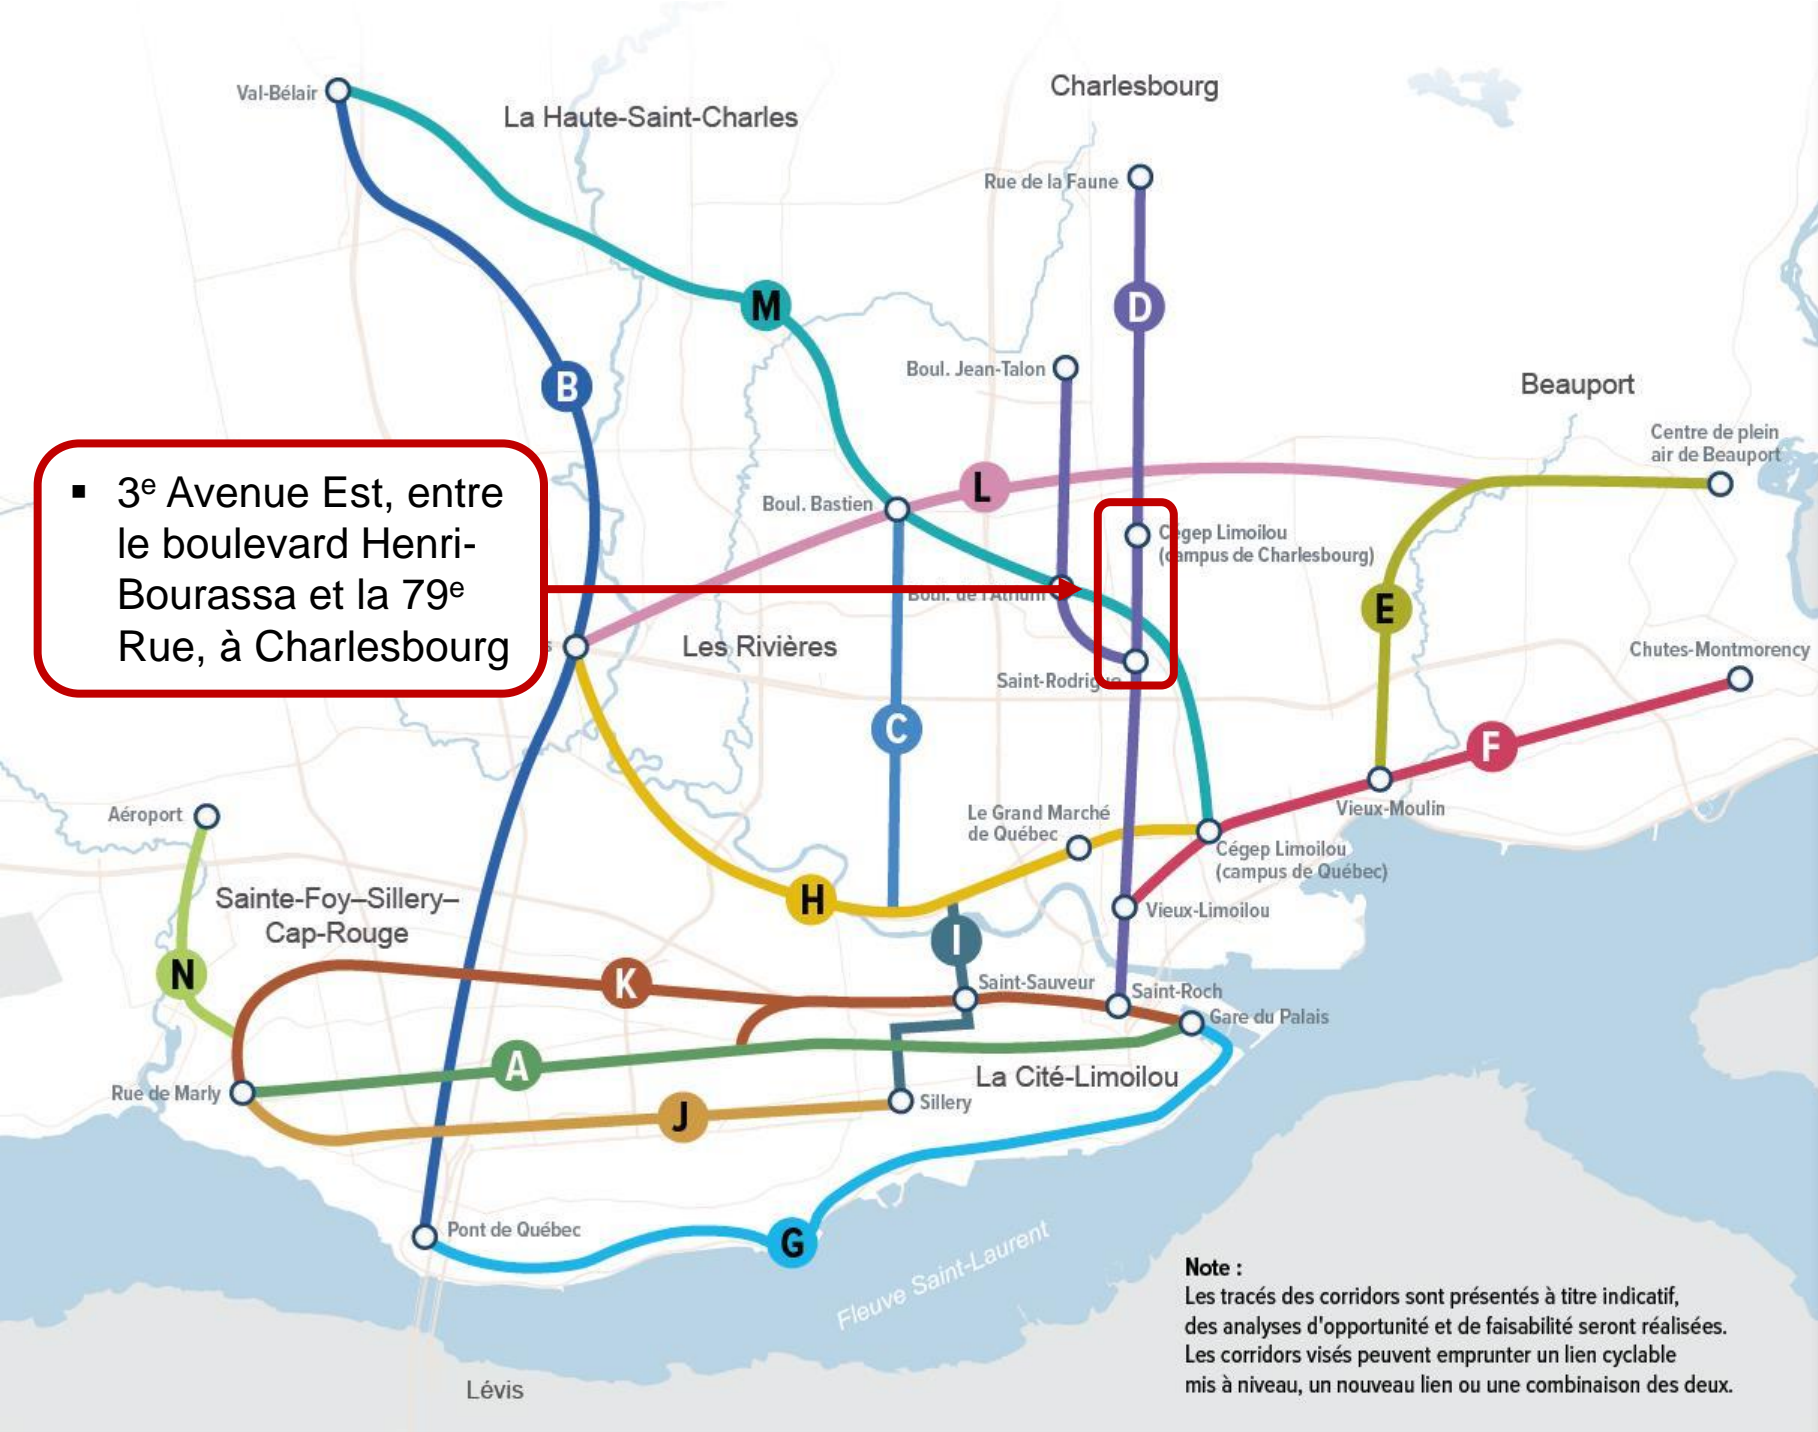 Val-Bélair
La Haute-Saint-Charles
Charlesbourg
Rue de la Faune
M
D
B
Boul. Jean-Talon
Beauport
Centre de plein
air de Beauport
L
▪ 3e Avenue Est, entre
le boulevard Henri-
Bourassa et la 79e
Rue, à Charlesbourg
Boul. Bastien
Cégep Limoilou
(campus de Charlesbourg)
Boul. de l'Atrium
E
s
Les Rivières
Chutes-Montmorency
Saint-Rodrigue
C
F
Aéroport
Le Grand Marché
de Québec
Vieux-Moulin
Cégep Limoilou
(campus de Québec)
Sainte-Foy–Sillery–
Cap-Rouge
H
Vieux-Limoilou
I
N
K
Saint-Sauveur
Saint-Roch
Gare du Palais
A
La Cité-Limoilou
Rue de Marly
J
Sillery
Pont de Québec
G
Fleuve Saint-Laurent
Note :
Les tracés des corridors sont présentés à titre indicatif,
des analyses d'opportunité et de faisabilité seront réalisées.
Les corridors visés peuvent emprunter un lien cyclable
mis à niveau, un nouveau lien ou une combinaison des deux.
Lévis